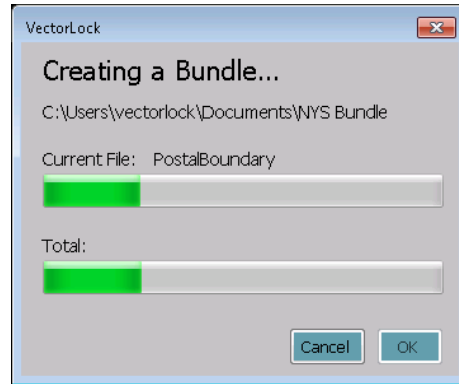 VectorLock
Creating a Bundle...
C:\Users\vectorlock\Documents\NYS Bundle
Current File: PostalBoundary
Total:
Cancel OK